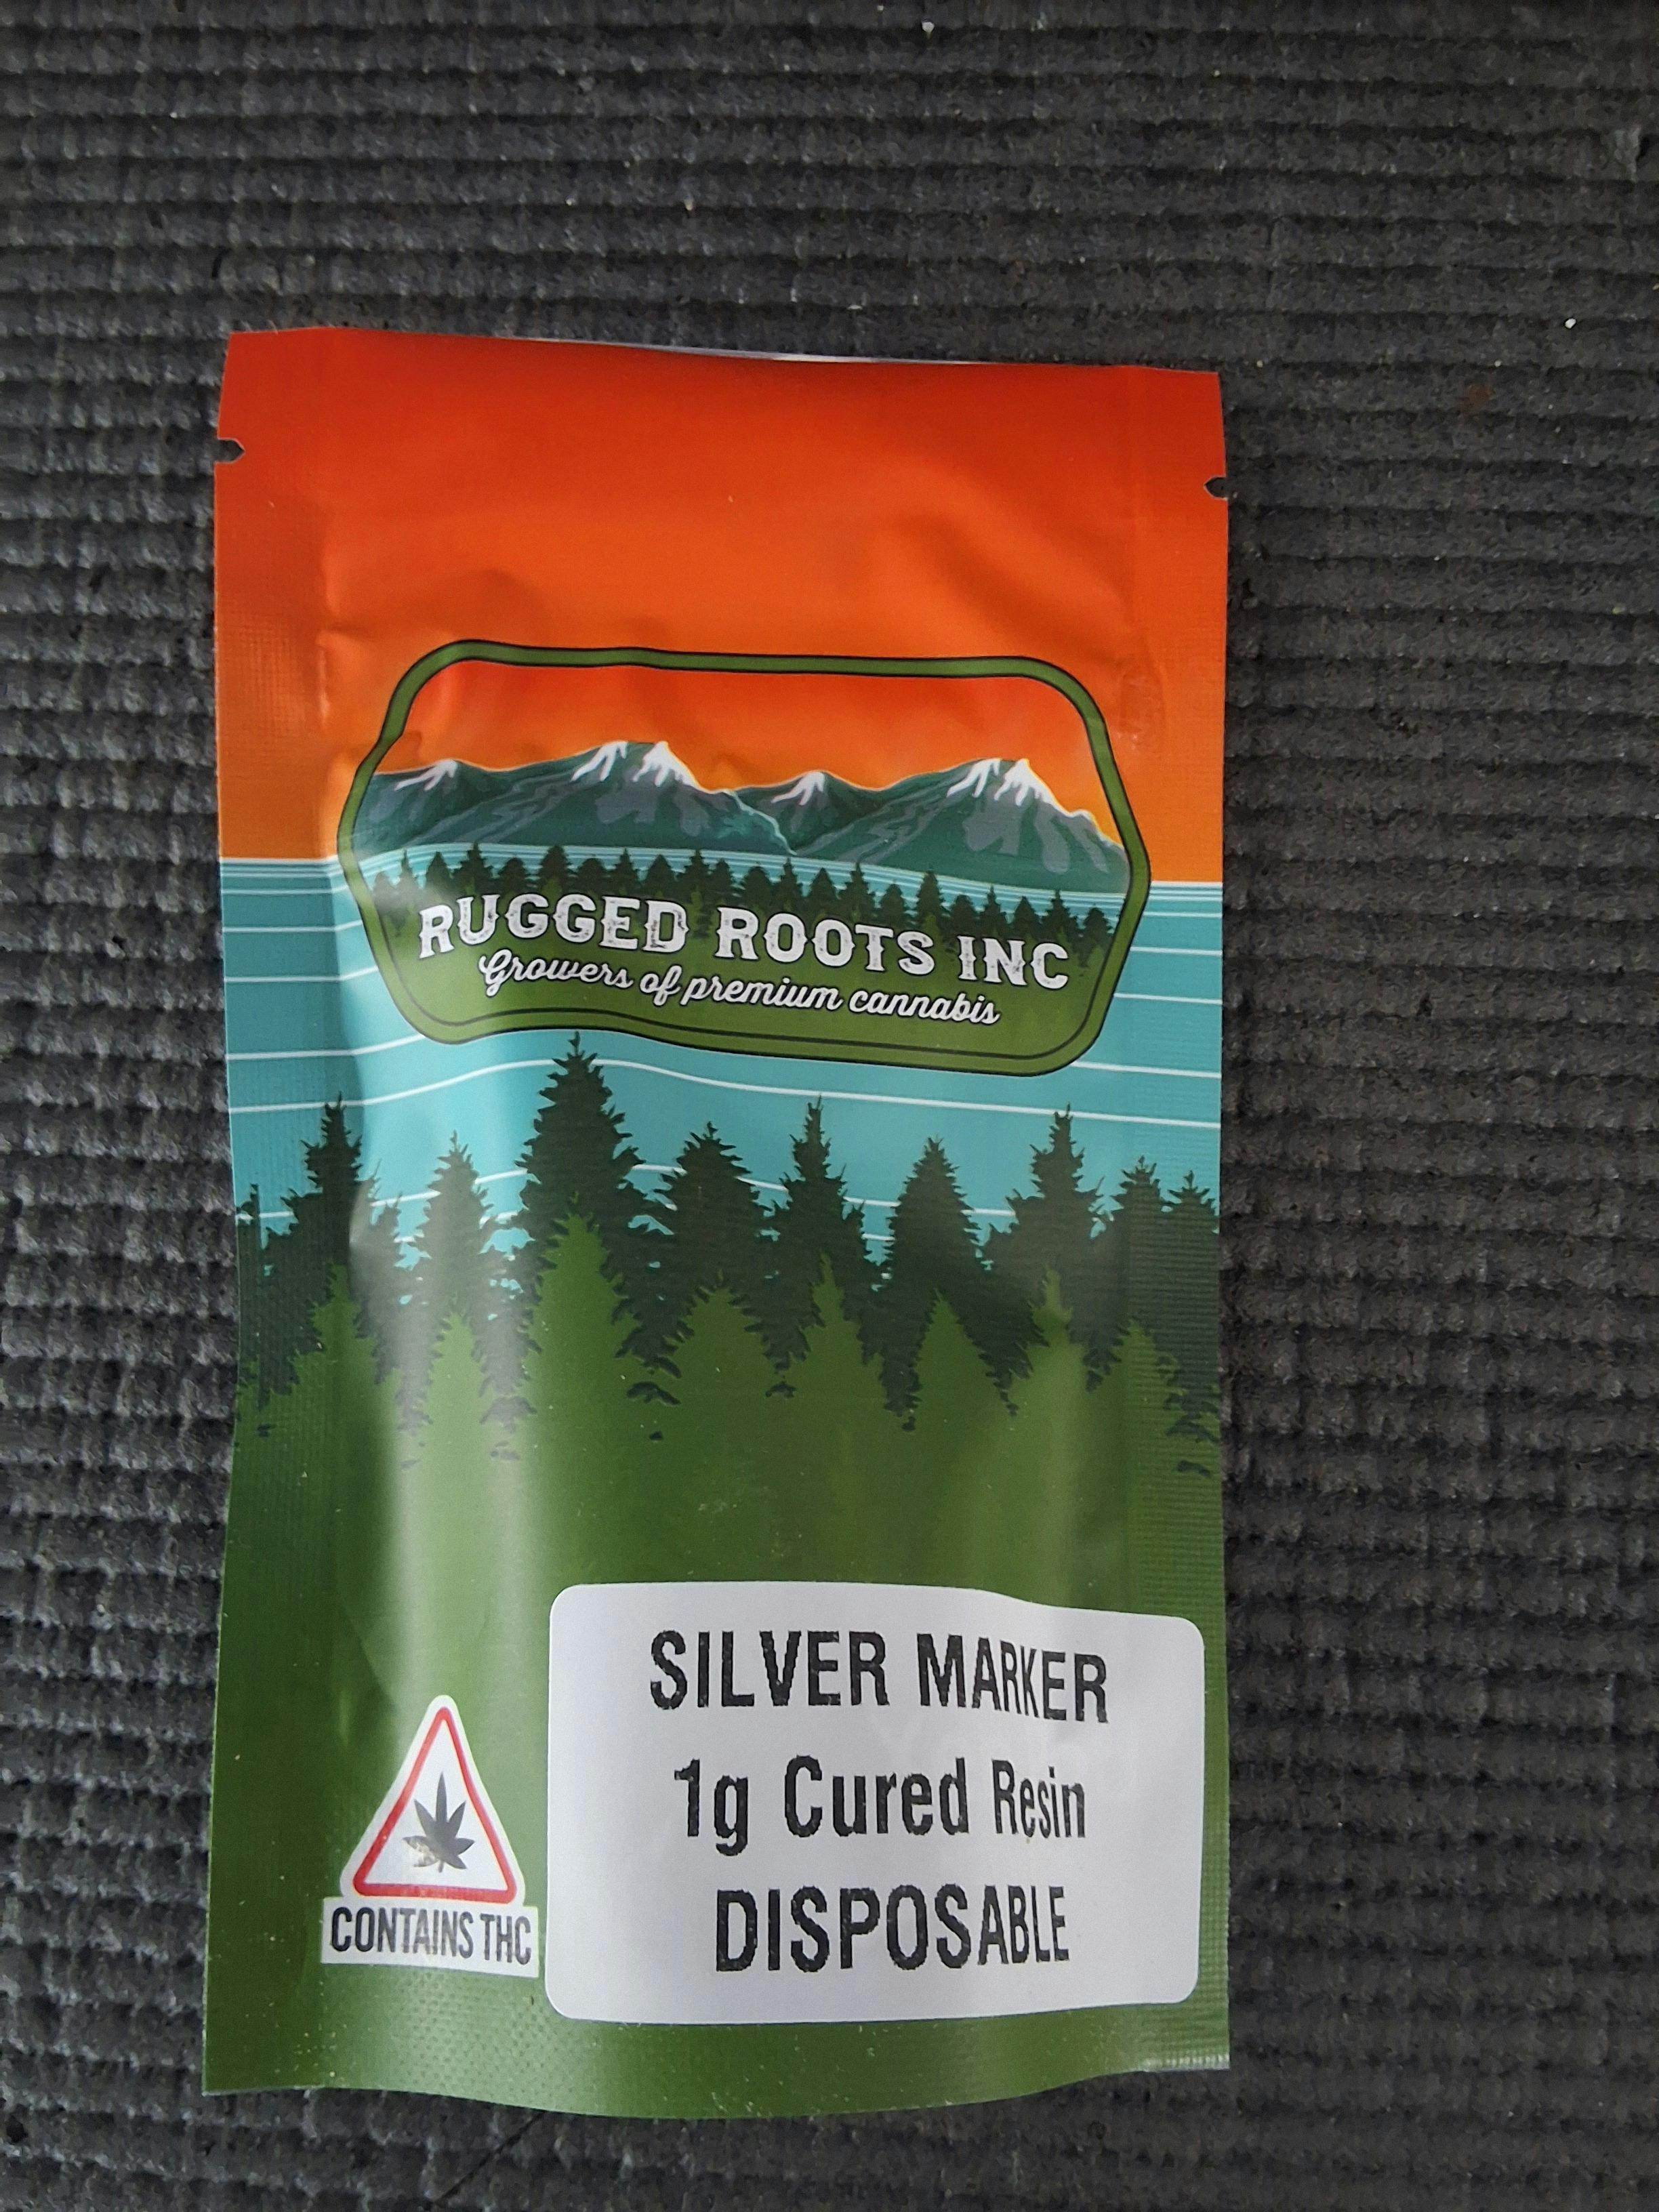 RUGGED ROOTS INC
Growers of premium cannabis
SILVER MARKER
1g Cured Resin
DISPOSABLE
CONTAINS THC